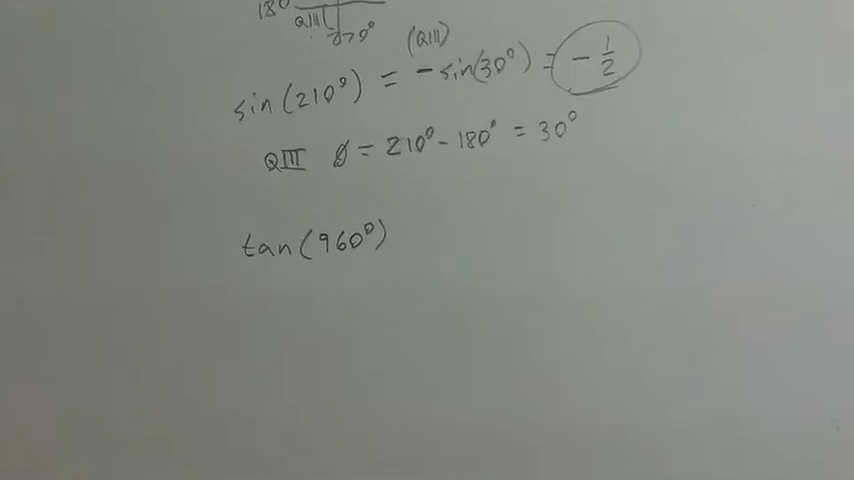 180°
QIII
270°
(QIII)
sin(210°) = -sin(30°) = -1/2
QIII ∅ = 210° - 180° = 30°
tan(960°)